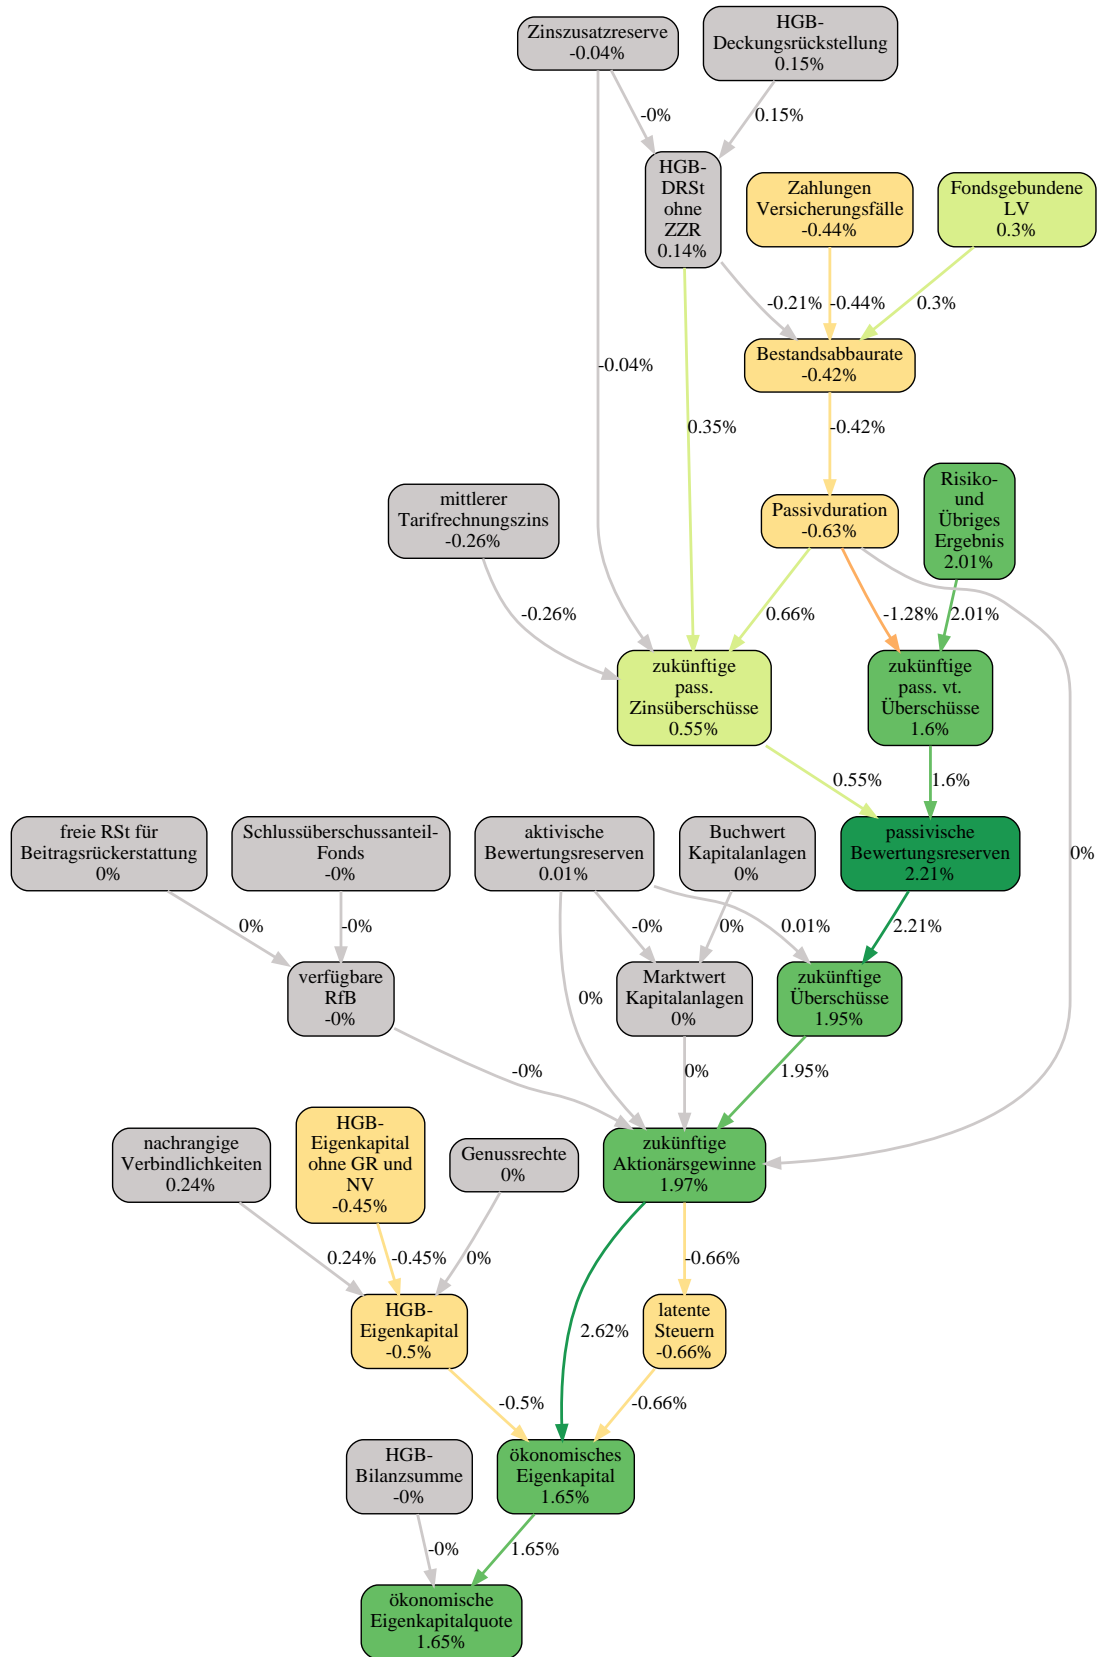 Zinszusatzreserve
-0.04%
HGB-
Deckungsrückstellung
0.15%
-0%
0.15%
HGB-
DRSt
ohne
ZZR
0.14%
Zahlungen
Versicherungsfälle
-0.44%
Fondsgebundene
LV
0.3%
-0.21%
-0.44%
0.3%
-0.04%
Bestandsabbaurate
-0.42%
0.35%
-0.42%
mittlerer
Tarifrechnungszins
-0.26%
Passivduration
-0.63%
Risiko-
und
Übriges
Ergebnis
2.01%
-0.26%
0.66%
-1.28%
2.01%
zukünftige
pass.
Zinsüberschüsse
0.55%
zukünftige
pass. vt.
Überschüsse
1.6%
0.55%
1.6%
freie RSt für
Beitragsrückerstattung
0%
Schlussüberschussanteil-
Fonds
-0%
aktivische
Bewertungsreserven
0.01%
Buchwert
Kapitalanlagen
0%
passivische
Bewertungsreserven
2.21%
0%
0%
-0%
-0%
0%
0.01%
2.21%
verfügbare
RfB
-0%
0%
Marktwert
Kapitalanlagen
0%
zukünftige
Überschüsse
1.95%
-0%
0%
1.95%
nachrangige
Verbindlichkeiten
0.24%
HGB-
Eigenkapital
ohne GR und
NV
-0.45%
Genussrechte
0%
zukünftige
Aktionärsgewinne
1.97%
0.24%
-0.45%
0%
-0.66%
HGB-
Eigenkapital
-0.5%
2.62%
latente
Steuern
-0.66%
-0.5%
-0.66%
HGB-
Bilanzsumme
-0%
ökonomisches
Eigenkapital
1.65%
-0%
1.65%
ökonomische
Eigenkapitalquote
1.65%